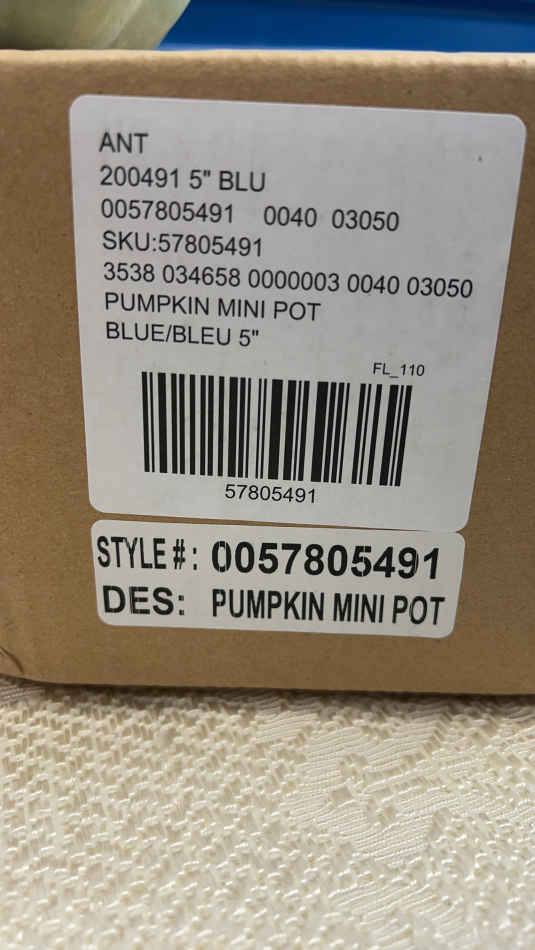 ANT
200491 5" BLU
0057805491 0040 03050
SKU:57805491
3538 034658 0000003 0040 03050
PUMPKIN MINI POT
BLUE/BLEU 5"
FL_110
57805491
STYLE #: 0057805491
DES: PUMPKIN MINI POT